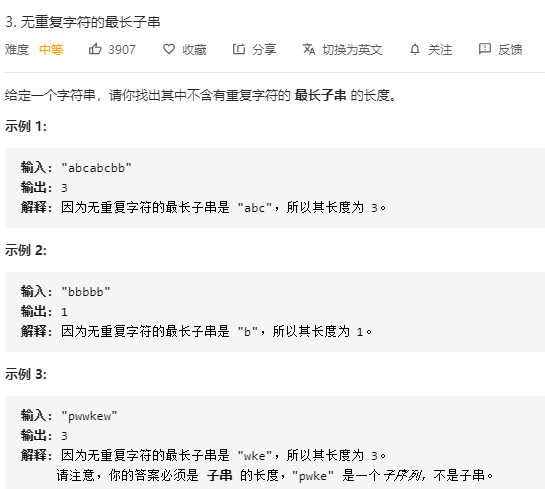 3. 无重复字符的最长子串
难度 中等 3907 收藏 分享 切换为英文 关注 反馈
给定一个字符串，请你找出其中不含有重复字符的 最长子串 的长度。
示例 1:
输入: "abcabcbb"
输出: 3
解释: 因为无重复字符的最长子串是 "abc"，所以其长度为 3。
示例 2:
输入: "bbbbb"
输出: 1
解释: 因为无重复字符的最长子串是 "b"，所以其长度为 1。
示例 3:
输入: "pwwkew"
输出: 3
解释: 因为无重复字符的最长子串是 "wke"，所以其长度为 3。
请注意，你的答案必须是 子串 的长度，"pwke" 是一个子序列，不是子串。